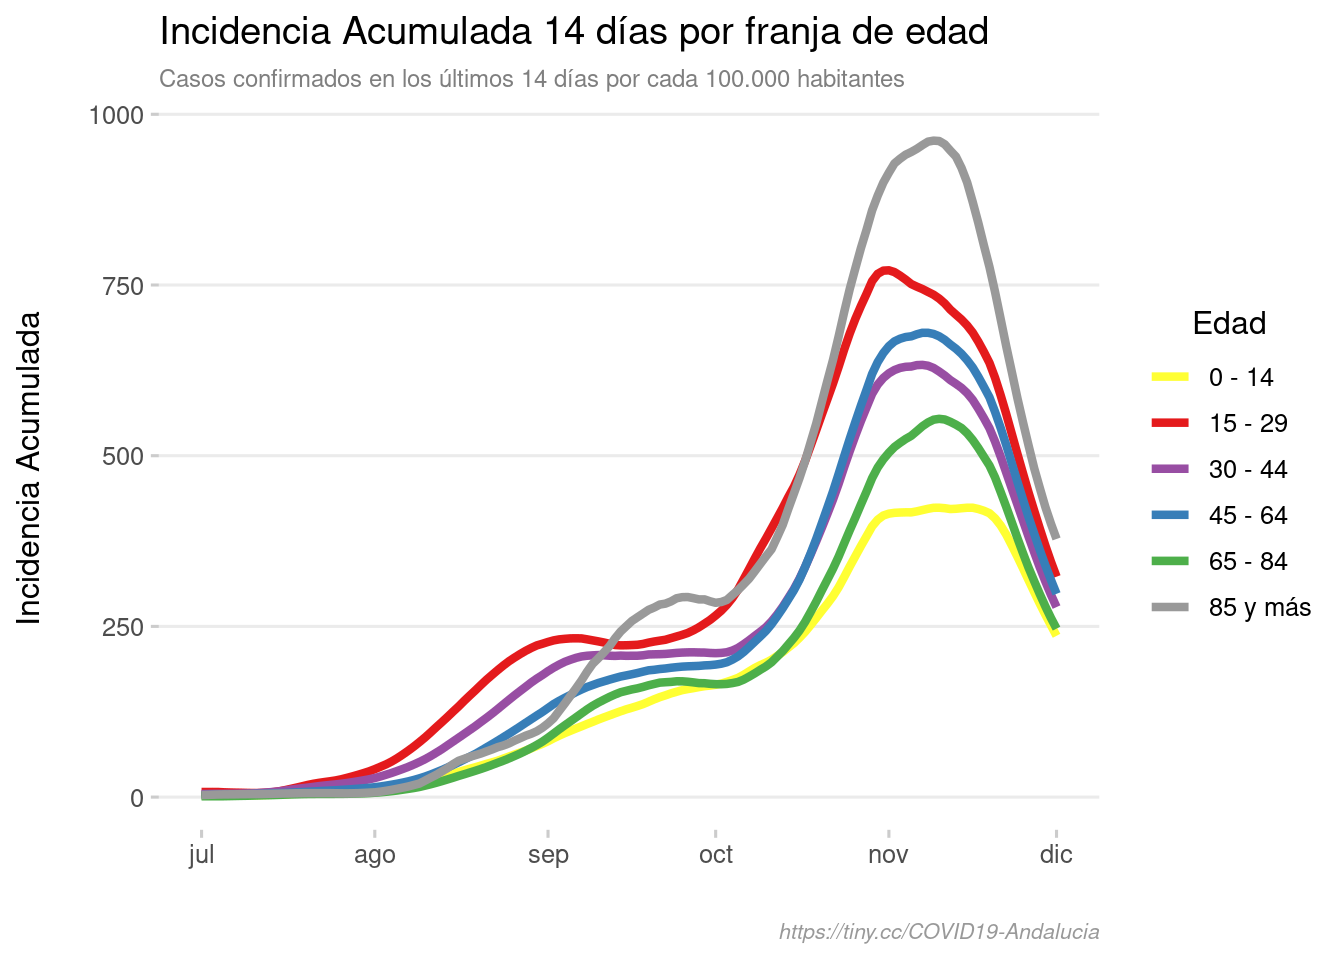 Incidencia Acumulada 14 días por franja de edad
Casos confirmados en los últimos 14 días por cada 100.000 habitantes
Incidencia Acumulada
1000
750
500
250
0
jul ago sep oct nov dic
Edad
0 - 14
15 - 29
30 - 44
45 - 64
65 - 84
85 y más
https://tiny.cc/COVID19-Andalucia